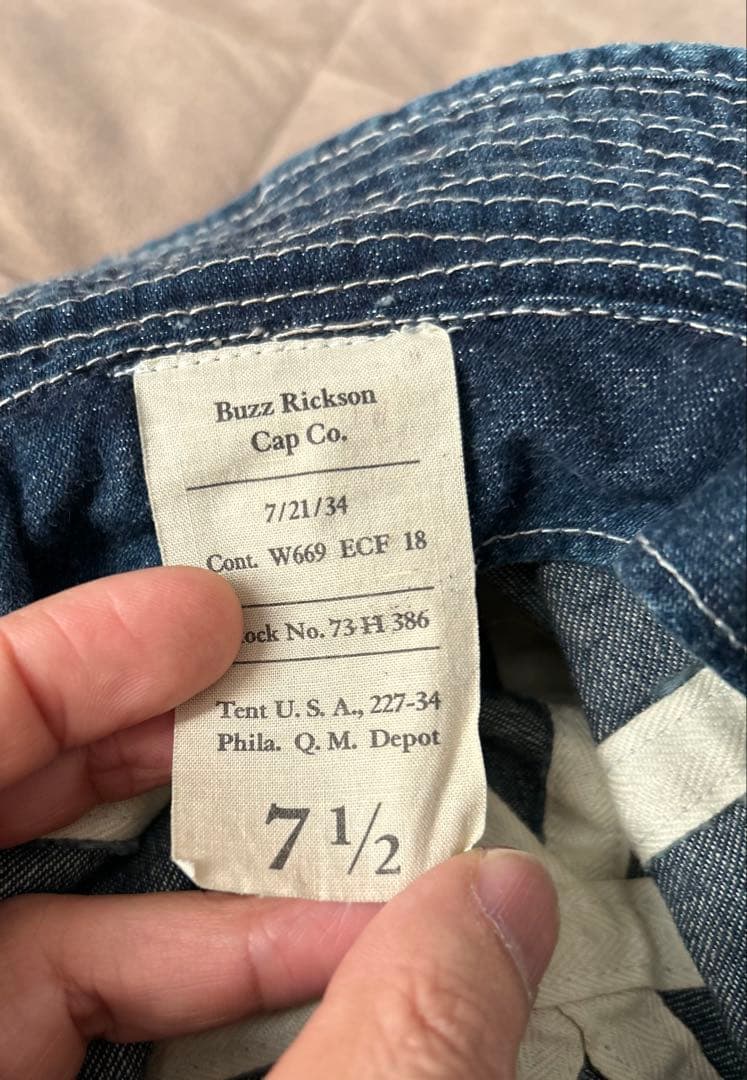 Buzz Rickson
Cap Co.
7/21/34
Cont. W669 ECF 18
ock No. 73 H 386
Tent U. S. A., 227-34
Phila. Q. M. Depot
7 1/2